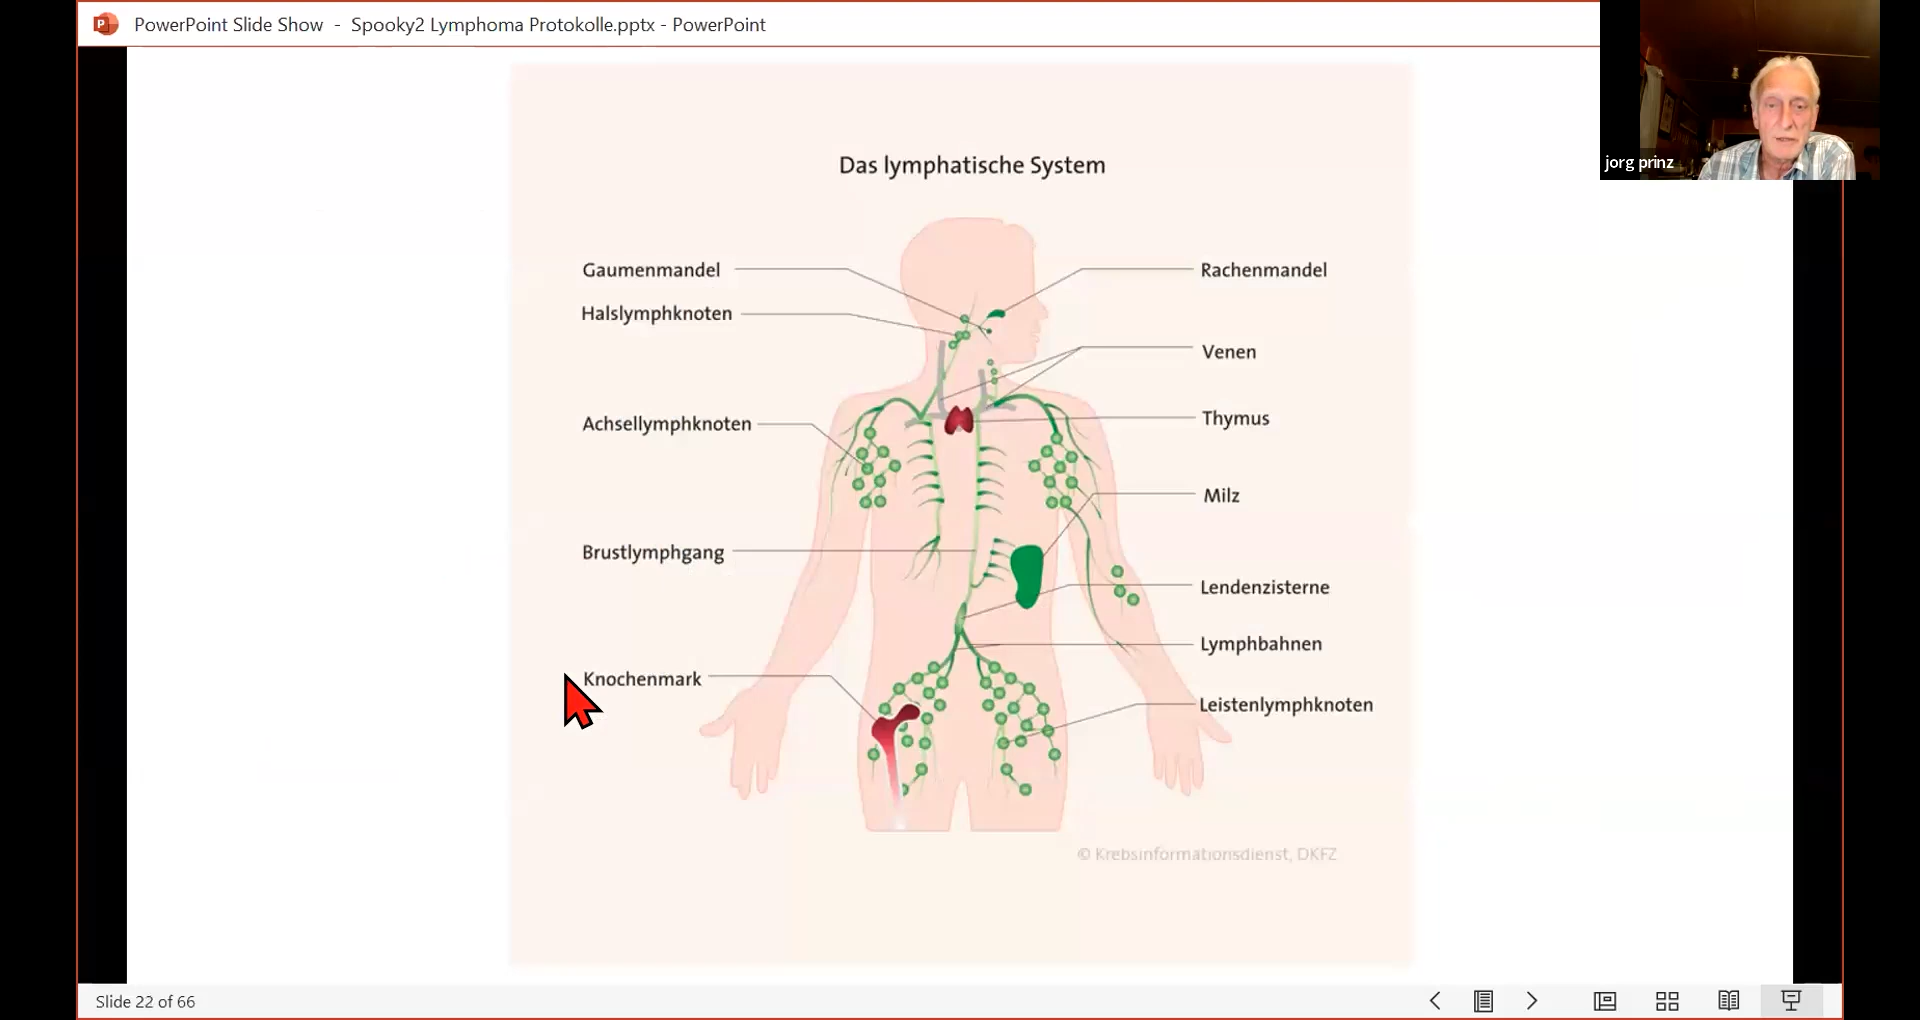 PowerPoint Slide Show - Spooky2 Lymphoma Protokolle.pptx - PowerPoint
jorg prinz
Das lymphatische System
Gaumenmandel
Rachenmandel
Halslymphknoten
Venen
Thymus
Achsellymphknoten
Milz
Brustlymphgang
Lendenzisterne
Lymphbahnen
Knochenmark
Leistenlymphknoten
© Krebsinformationsdienst, DKFZ
Slide 22 of 66